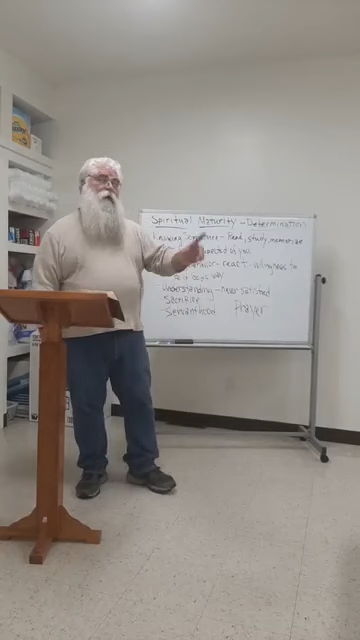 Spiritual Maturity - Determination
Knowing Scripture - Read, study, memorize
expected of you
react - willingness to
Understanding - never satisfied
Sacrifice
- Servanthood
Prayer